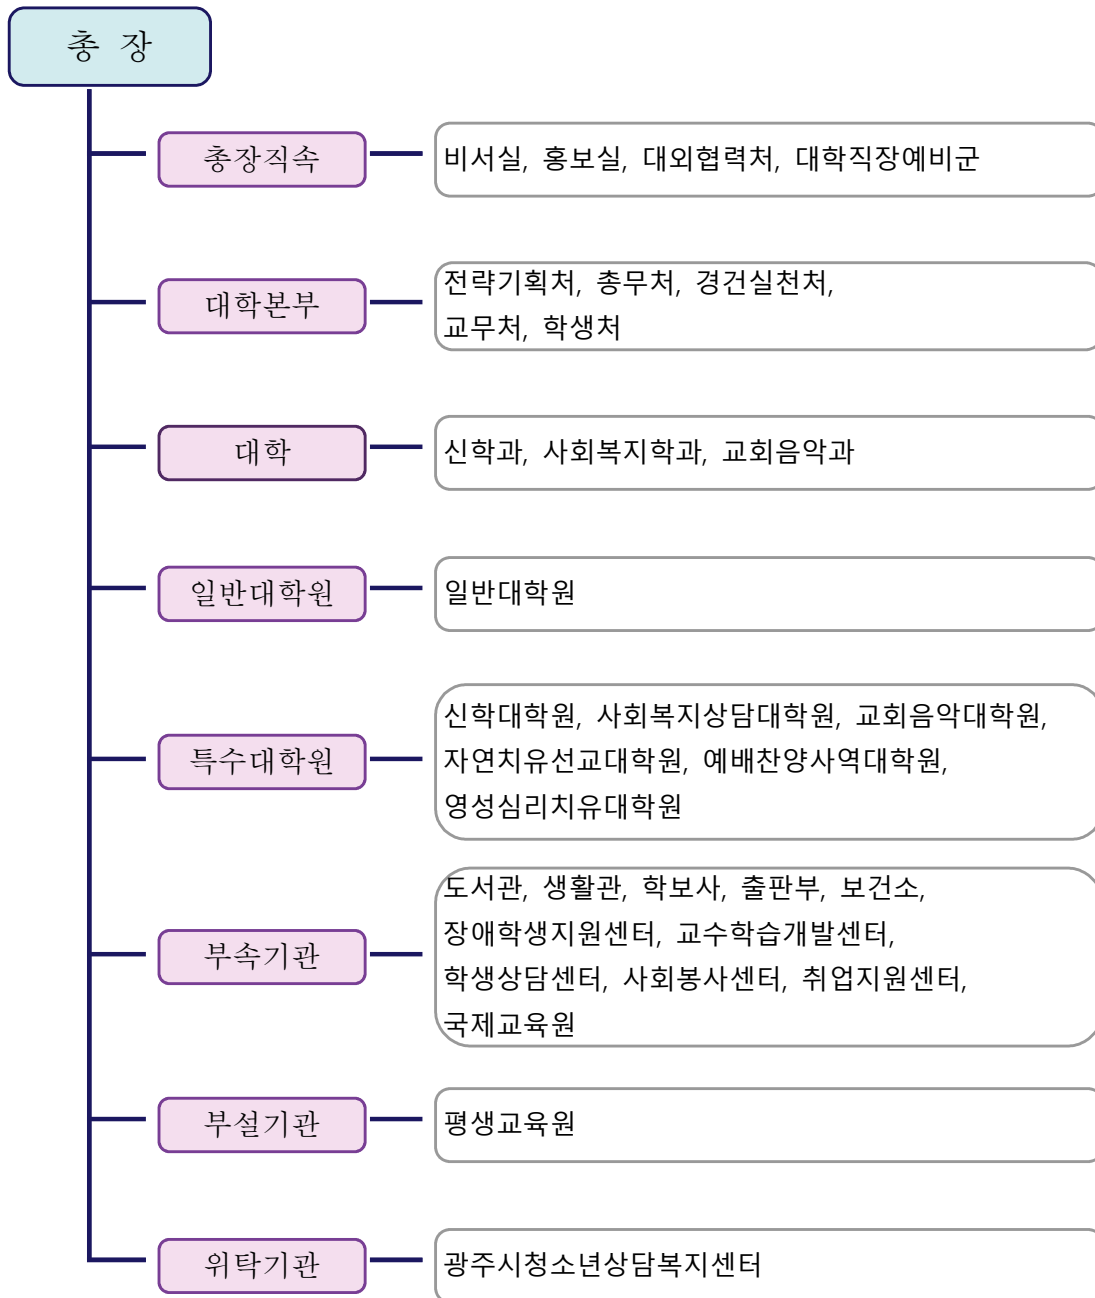 총 장
총장직속
비서실, 홍보실, 대외협력처, 대학직장예비군
대학본부
전략기획처, 총무처, 경건실천처,
교무처, 학생처
대학
신학과, 사회복지학과, 교회음악과
일반대학원
일반대학원
특수대학원
신학대학원, 사회복지상담대학원, 교회음악대학원,
자연치유선교대학원, 예배찬양사역대학원,
영성심리치유대학원
부속기관
도서관, 생활관, 학보사, 출판부, 보건소,
장애학생지원센터, 교수학습개발센터,
학생상담센터, 사회봉사센터, 취업지원센터,
국제교육원
부설기관
평생교육원
위탁기관
광주시청소년상담복지센터